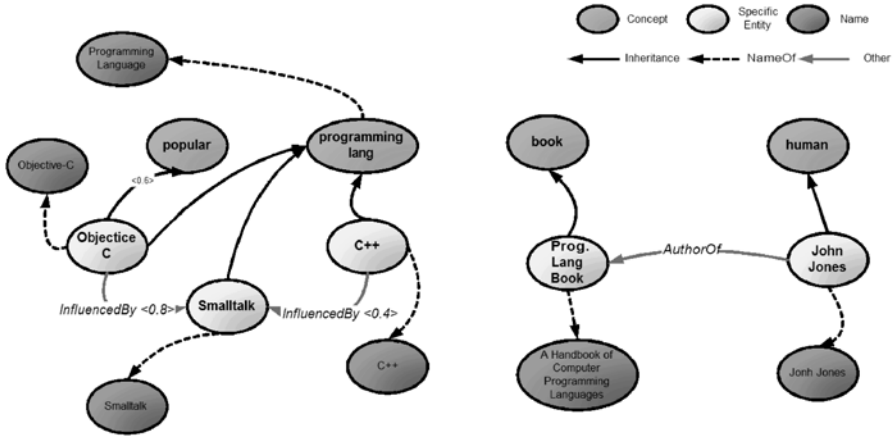 Concept
Specific
Entity
Name
Inheritance
NameOf
Other
Programming
Language
popular
programming
lang
Objective-C
<0.6>
Objectice
C
C++
InfluencedBy <0.8>
Smalltalk
InfluencedBy <0.4>
C++
Smalltalk
book
human
Prog.
Lang
Book
AuthorOf
John
Jones
A Handbook of
Computer
Programming
Languages
Jonh Jones